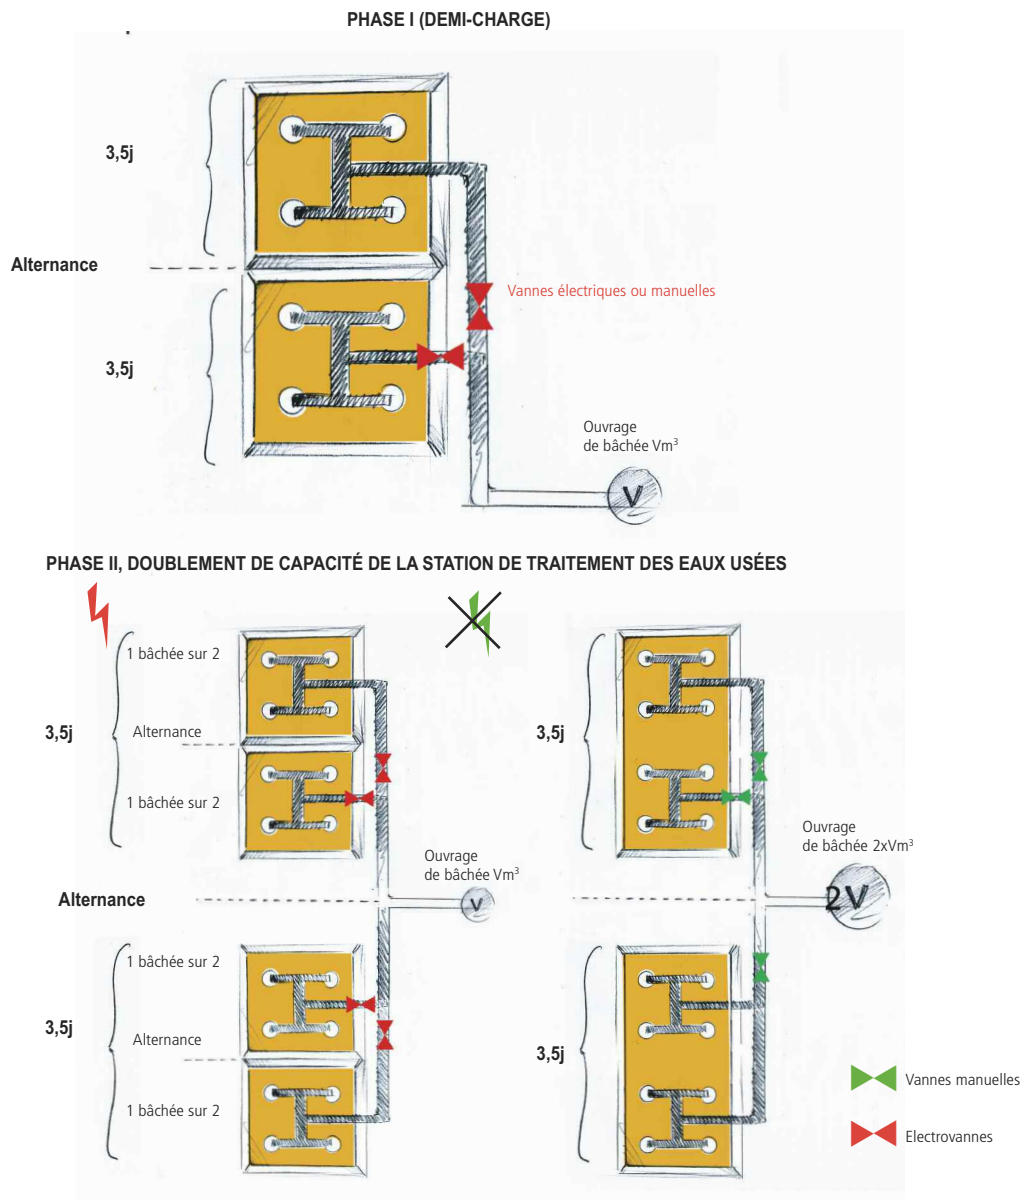 PHASE I (DEMI-CHARGE)
3,5j
Alternance
Vannes électriques ou manuelles
3,5j
Ouvrage
de bâchée Vm³
V
PHASE II, DOUBLEMENT DE CAPACITÉ DE LA STATION DE TRAITEMENT DES EAUX USÉES
1 bâchée sur 2
3,5j
Alternance
1 bâchée sur 2
Ouvrage
de bâchée Vm³
V
Alternance
1 bâchée sur 2
3,5j
Alternance
1 bâchée sur 2
3,5j
Ouvrage
de bâchée 2xVm³
2V
3,5j
Vannes manuelles
Electrovannes